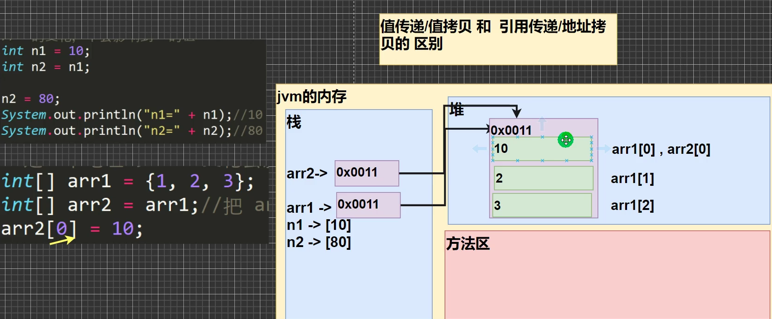 值传递/值拷贝 和 引用传递/地址拷
贝的 区别
int n1 = 10;
int n2 = n1;
n2 = 80;
System.out.println("n1=" + n1);//10
System.out.println("n2=" + n2);//80
int[] arr1 = {1, 2, 3};
int[] arr2 = arr1;//把 ar
arr2[0] = 10;
jvm的内存
栈
arr2-> 0x0011
arr1 -> 0x0011
n1 -> [10]
n2 -> [80]
堆
0x0011
10 arr1[0] , arr2[0]
2 arr1[1]
3 arr1[2]
方法区